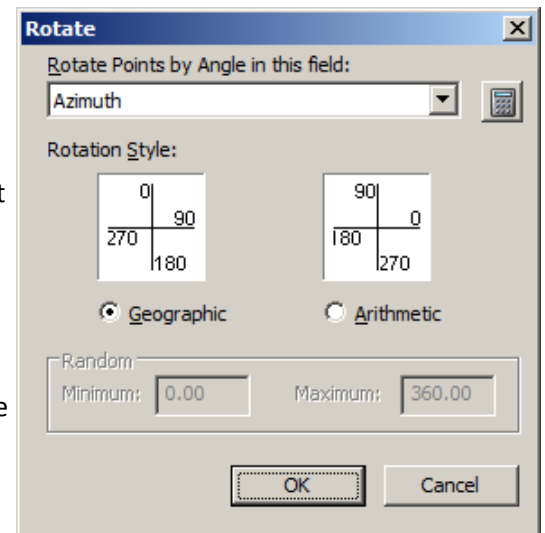 Rotate
Rotate Points by Angle in this field:
Azimuth
Rotation Style:
0
90
270
180
90
0
180
270
Geographic
Arithmetic
Random
Minimum: 0.00 Maximum: 360.00
OK Cancel